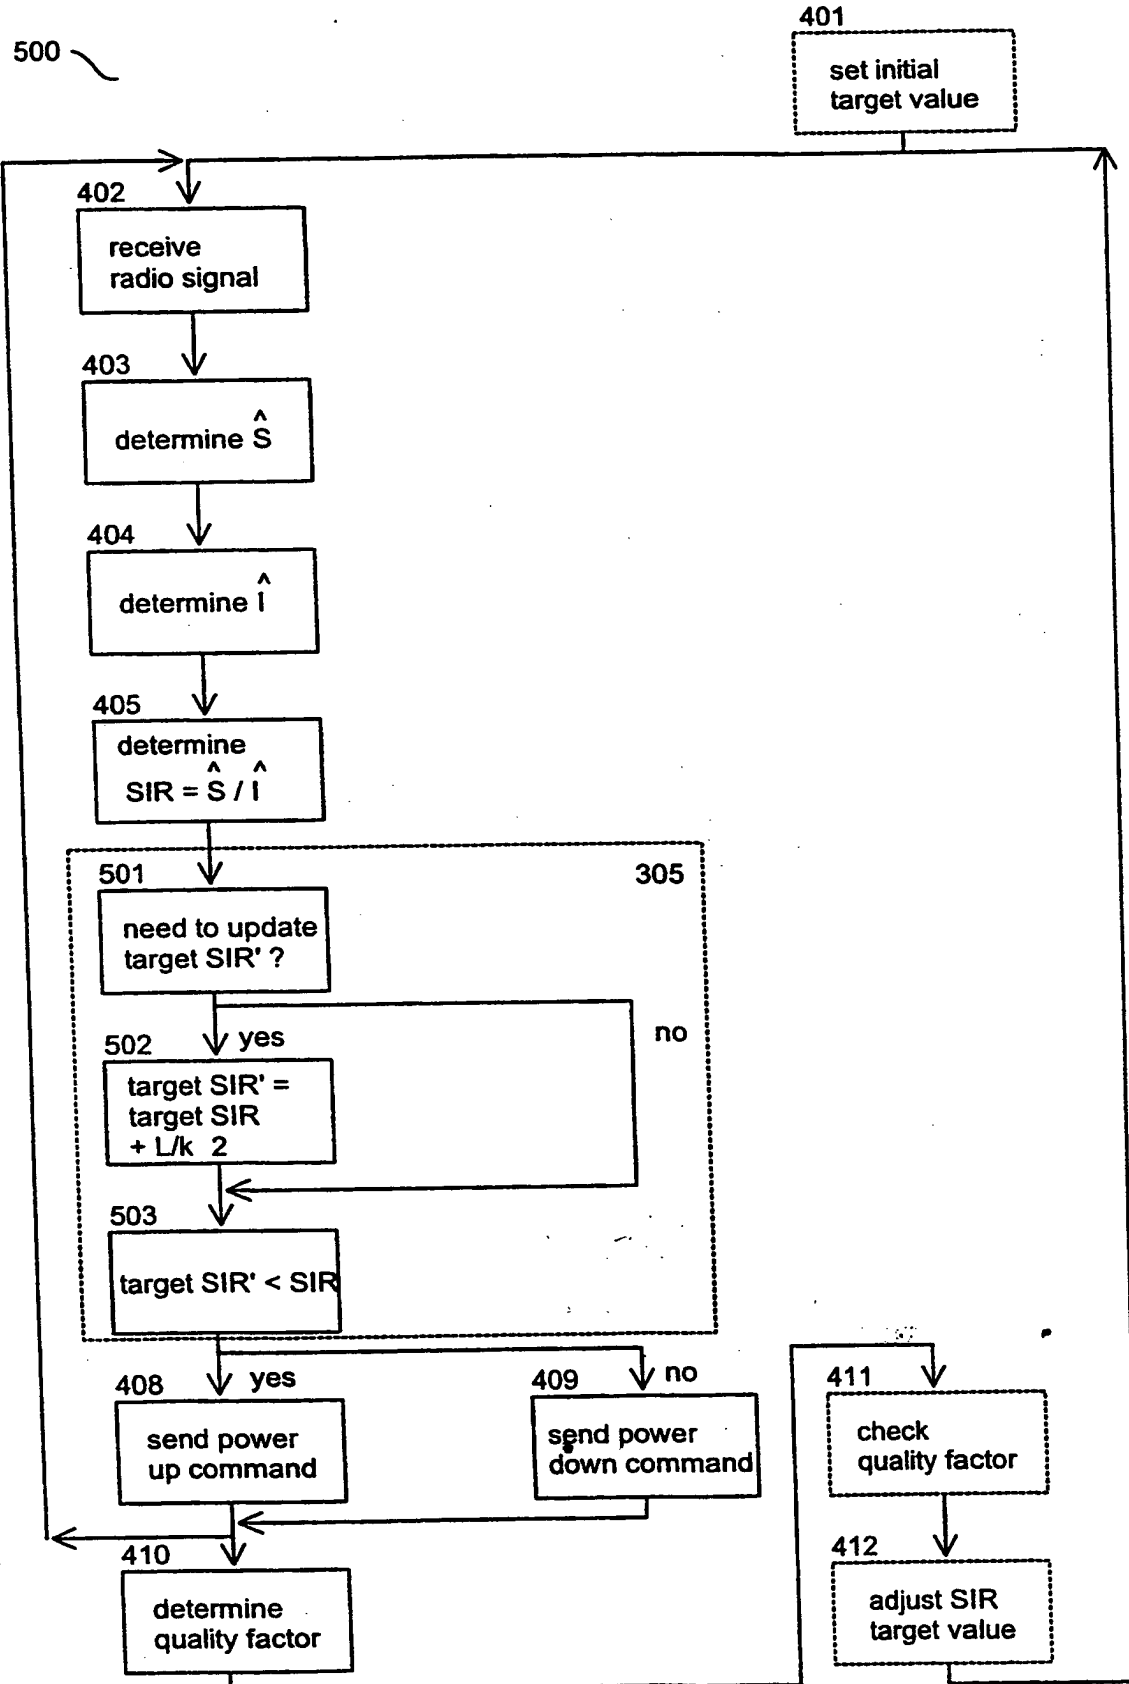 500
401
set initial
target value
402
receive
radio signal
403
^
determine S
404
^
determine I
405
determine
^ ^
SIR = S / I
305
501
need to update
target SIR' ?
yes
no
502
target SIR' =
target SIR
+ L/k 2
503
target SIR' < SIR
yes
no
408
send power
up command
409
send power
down command
410
determine
quality factor
411
check
quality factor
412
adjust SIR
target value